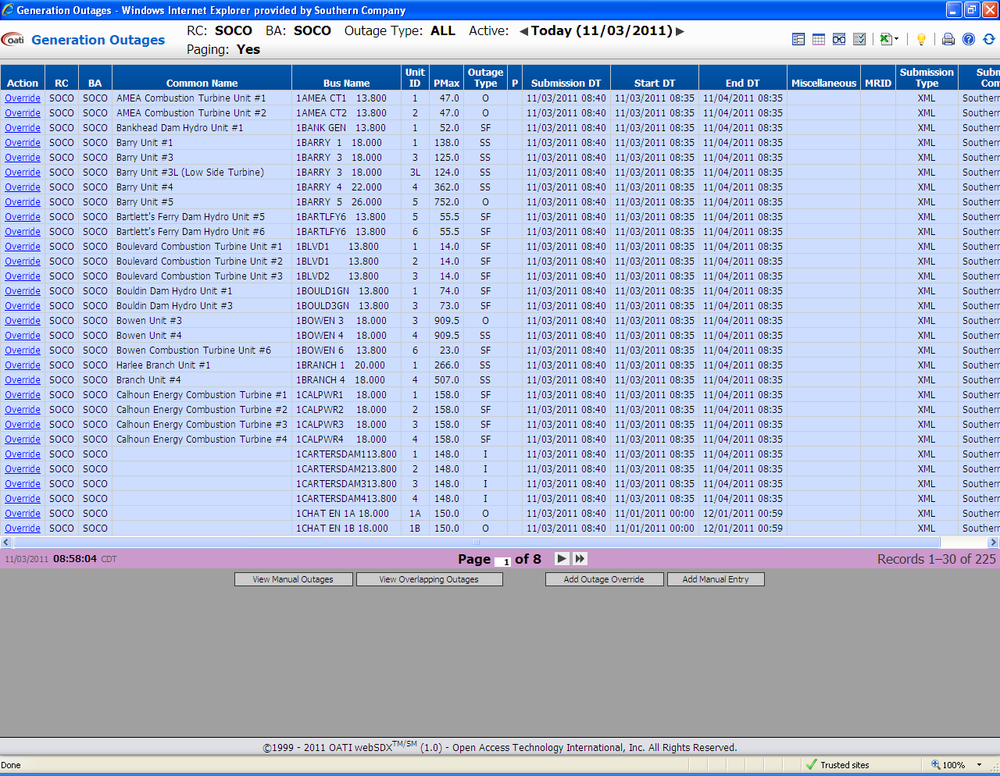 Generation Outages - Windows Internet Explorer provided by Southern Company
oati Generation Outages RC: SOCO BA: SOCO Outage Type: ALL Active: Today (11/03/2011)
Paging: Yes
Action RC BA Common Name Bus Name Unit ID PMax Outage Type P Submission DT Start DT End DT Miscellaneous MRID Submission Type Subm Com
Override SOCO SOCO AMEA Combustion Turbine Unit #1 1AMEA CT1 13.800 1 47.0 O 11/03/2011 08:40 11/03/2011 08:35 11/04/2011 08:35 XML Southern
Override SOCO SOCO AMEA Combustion Turbine Unit #2 1AMEA CT2 13.800 2 47.0 O 11/03/2011 08:40 11/03/2011 08:35 11/04/2011 08:35 XML Southern
Override SOCO SOCO Bankhead Dam Hydro Unit #1 1BANK GEN 13.800 1 52.0 SF 11/03/2011 08:40 11/03/2011 08:35 11/04/2011 08:35 XML Southern
Override SOCO SOCO Barry Unit #1 1BARRY 1 18.000 1 138.0 SS 11/03/2011 08:40 11/03/2011 08:35 11/04/2011 08:35 XML Southern
Override SOCO SOCO Barry Unit #3 1BARRY 3 18.000 3 125.0 SS 11/03/2011 08:40 11/03/2011 08:35 11/04/2011 08:35 XML Southern
Override SOCO SOCO Barry Unit #3L (Low Side Turbine) 1BARRY 3 18.000 3L 124.0 SS 11/03/2011 08:40 11/03/2011 08:35 11/04/2011 08:35 XML Southern
Override SOCO SOCO Barry Unit #4 1BARRY 4 22.000 4 362.0 SS 11/03/2011 08:40 11/03/2011 08:35 11/04/2011 08:35 XML Southern
Override SOCO SOCO Barry Unit #5 1BARRY 5 26.000 5 752.0 O 11/03/2011 08:40 11/03/2011 08:35 11/04/2011 08:35 XML Southern
Override SOCO SOCO Bartlett's Ferry Dam Hydro Unit #5 1BARTLFY6 13.800 5 55.5 SF 11/03/2011 08:40 11/03/2011 08:35 11/04/2011 08:35 XML Southern
Override SOCO SOCO Bartlett's Ferry Dam Hydro Unit #6 1BARTLFY6 13.800 6 55.5 SF 11/03/2011 08:40 11/03/2011 08:35 11/04/2011 08:35 XML Southern
Override SOCO SOCO Boulevard Combustion Turbine Unit #1 1BLVD1 13.800 1 14.0 SF 11/03/2011 08:40 11/03/2011 08:35 11/04/2011 08:35 XML Southern
Override SOCO SOCO Boulevard Combustion Turbine Unit #2 1BLVD1 13.800 2 14.0 SF 11/03/2011 08:40 11/03/2011 08:35 11/04/2011 08:35 XML Southern
Override SOCO SOCO Boulevard Combustion Turbine Unit #3 1BLVD2 13.800 3 14.0 SF 11/03/2011 08:40 11/03/2011 08:35 11/04/2011 08:35 XML Southern
Override SOCO SOCO Bouldin Dam Hydro Unit #1 1BOULD1GN 13.800 1 74.0 SF 11/03/2011 08:40 11/03/2011 08:35 11/04/2011 08:35 XML Southern
Override SOCO SOCO Bouldin Dam Hydro Unit #3 1BOULD3GN 13.800 3 73.0 SF 11/03/2011 08:40 11/03/2011 08:35 11/04/2011 08:35 XML Southern
Override SOCO SOCO Bowen Unit #3 1BOWEN 3 18.000 3 909.5 O 11/03/2011 08:40 11/03/2011 08:35 11/04/2011 08:35 XML Southern
Override SOCO SOCO Bowen Unit #4 1BOWEN 4 18.000 4 909.5 SS 11/03/2011 08:40 11/03/2011 08:35 11/04/2011 08:35 XML Southern
Override SOCO SOCO Bowen Combustion Turbine Unit #6 1BOWEN 6 13.800 6 23.0 SF 11/03/2011 08:40 11/03/2011 08:35 11/04/2011 08:35 XML Southern
Override SOCO SOCO Harlee Branch Unit #1 1BRANCH 1 20.000 1 266.0 SS 11/03/2011 08:40 11/03/2011 08:35 11/04/2011 08:35 XML Southern
Override SOCO SOCO Branch Unit #4 1BRANCH 4 18.000 4 507.0 SS 11/03/2011 08:40 11/03/2011 08:35 11/04/2011 08:35 XML Southern
Override SOCO SOCO Calhoun Energy Combustion Turbine #1 1CALPWR1 18.000 1 158.0 SF 11/03/2011 08:40 11/03/2011 08:35 11/04/2011 08:35 XML Southern
Override SOCO SOCO Calhoun Energy Combustion Turbine #2 1CALPWR2 18.000 2 158.0 SF 11/03/2011 08:40 11/03/2011 08:35 11/04/2011 08:35 XML Southern
Override SOCO SOCO Calhoun Energy Combustion Turbine #3 1CALPWR3 18.000 3 158.0 SF 11/03/2011 08:40 11/03/2011 08:35 11/04/2011 08:35 XML Southern
Override SOCO SOCO Calhoun Energy Combustion Turbine #4 1CALPWR4 18.000 4 158.0 SF 11/03/2011 08:40 11/03/2011 08:35 11/04/2011 08:35 XML Southern
Override SOCO SOCO 1CARTERSDAM113.800 1 148.0 I 11/03/2011 08:40 11/03/2011 08:35 11/04/2011 08:35 XML Southern
Override SOCO SOCO 1CARTERSDAM213.800 2 148.0 I 11/03/2011 08:40 11/03/2011 08:35 11/04/2011 08:35 XML Southern
Override SOCO SOCO 1CARTERSDAM313.800 3 148.0 I 11/03/2011 08:40 11/03/2011 08:35 11/04/2011 08:35 XML Southern
Override SOCO SOCO 1CARTERSDAM413.800 4 148.0 I 11/03/2011 08:40 11/03/2011 08:35 11/04/2011 08:35 XML Southern
Override SOCO SOCO 1CHAT EN 1A 18.000 1A 150.0 O 11/03/2011 08:40 11/01/2011 00:00 12/01/2011 00:59 XML Southern
Override SOCO SOCO 1CHAT EN 1B 18.000 1B 150.0 O 11/03/2011 08:40 11/01/2011 00:00 12/01/2011 00:59 XML Southern
11/03/2011 08:58:04 CDT Page 1 of 8 Records 1–30 of 225
View Manual Outages View Overlapping Outages Add Outage Override Add Manual Entry
©1999 - 2011 OATI webSDX TM/SM (1.0) - Open Access Technology International, Inc. All Rights Reserved.
Done Trusted sites 100%